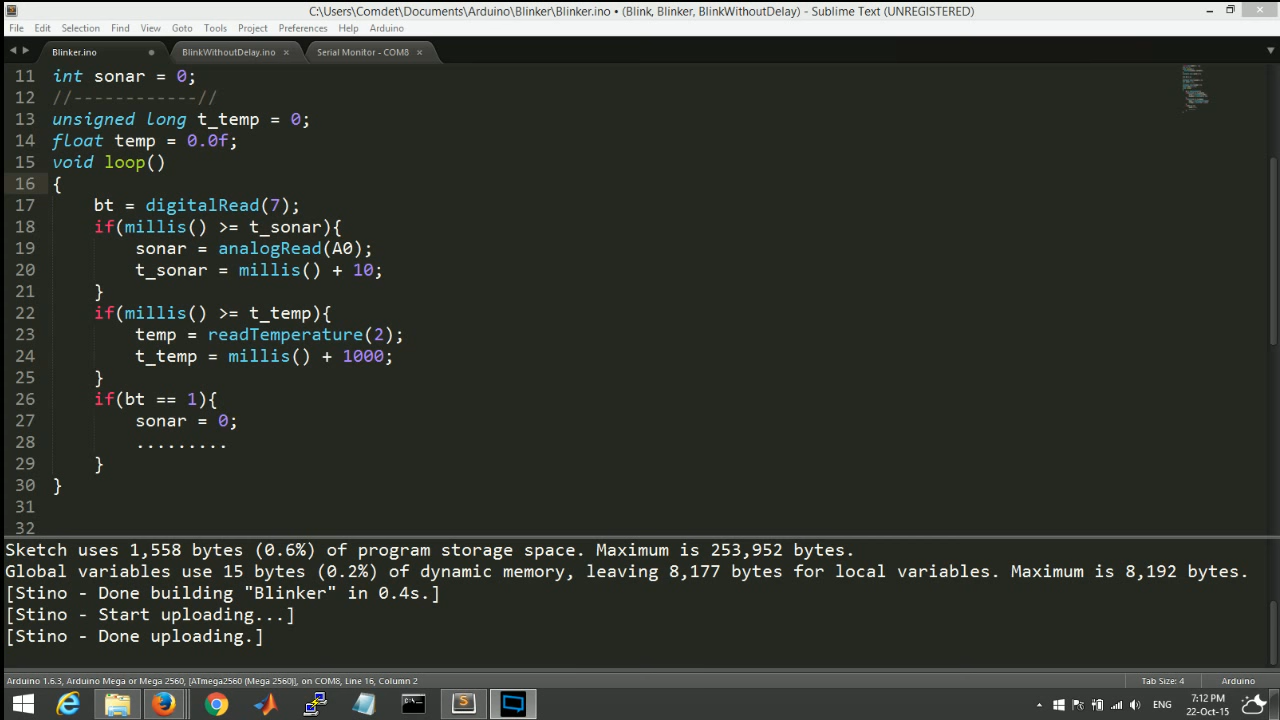 C:\Users\Comdet\Documents\Arduino\Blinker\Blinker.ino • (Blink, Blinker, BlinkWithoutDelay) - Sublime Text (UNREGISTERED)
File Edit Selection Find View Goto Tools Project Preferences Help Arduino
Blinker.ino BlinkWithoutDelay.ino Serial Monitor - COM8
11 int sonar = 0;
12 //------------//
13 unsigned long t_temp = 0;
14 float temp = 0.0f;
15 void loop()
16 {
17 bt = digitalRead(7);
18 if(millis() >= t_sonar){
19 sonar = analogRead(A0);
20 t_sonar = millis() + 10;
21 }
22 if(millis() >= t_temp){
23 temp = readTemperature(2);
24 t_temp = millis() + 1000;
25 }
26 if(bt == 1){
27 sonar = 0;
28 .........
29 }
30 }
31
32
Sketch uses 1,558 bytes (0.6%) of program storage space. Maximum is 253,952 bytes.
Global variables use 15 bytes (0.2%) of dynamic memory, leaving 8,177 bytes for local variables. Maximum is 8,192 bytes.
[Stino - Done building "Blinker" in 0.4s.]
[Stino - Start uploading...]
[Stino - Done uploading.]
Arduino 1.6.3, Arduino Mega or Mega 2560, [ATmega2560 (Mega 2560)], on COM8, Line 16, Column 2 Tab Size: 4 Arduino
ENG 7:12 PM
22-Oct-15